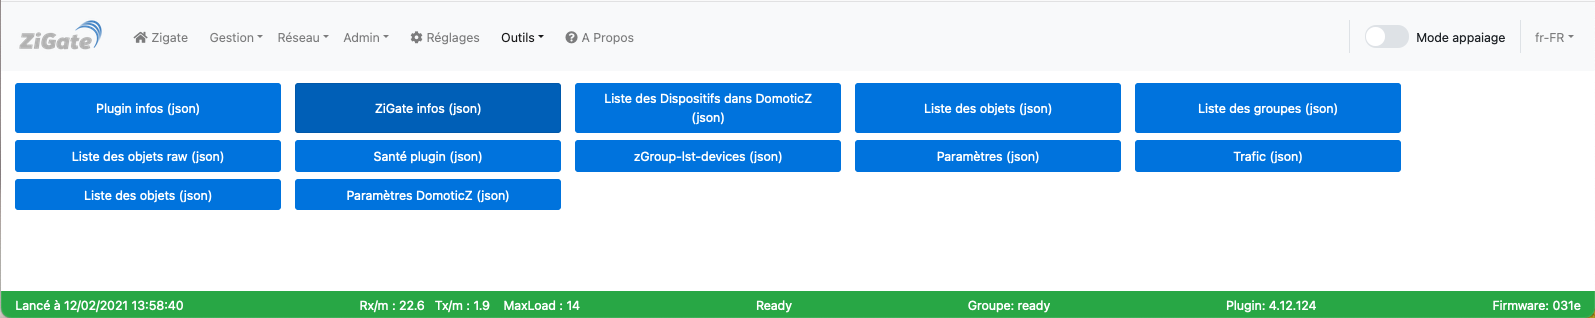 ZiGate Zigate Gestion Réseau Admin Réglages Outils A Propos Mode appaiage fr-FR
Plugin infos (json) ZiGate infos (json) Liste des Dispositifs dans DomoticZ (json) Liste des objets (json) Liste des groupes (json)
Liste des objets raw (json) Santé plugin (json) zGroup-lst-devices (json) Paramètres (json) Trafic (json)
Liste des objets (json) Paramètres DomoticZ (json)
Lancé à 12/02/2021 13:58:40 Rx/m : 22.6 Tx/m : 1.9 MaxLoad : 14 Ready Groupe: ready Plugin: 4.12.124 Firmware: 031e